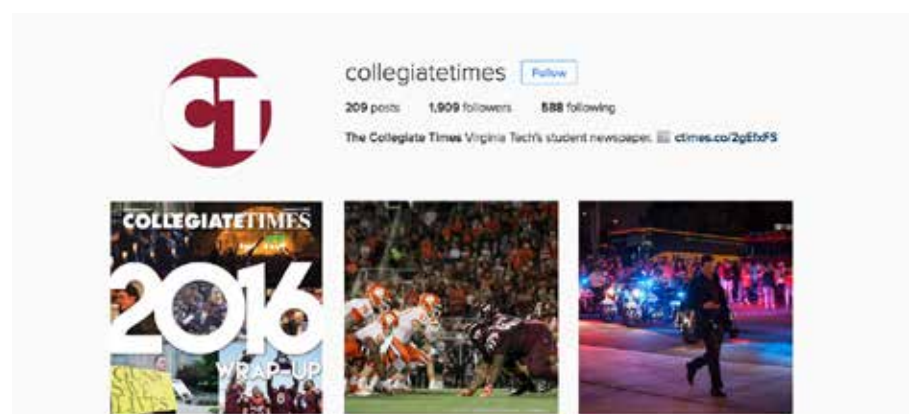 CT
collegiatetimes Follow
209 posts 1,909 followers 588 following
The Collegiate Times Virginia Tech's student newspaper. ctimes.co/2gEfxFS
COLLEGIATETIMES
2016
WRAP-UP